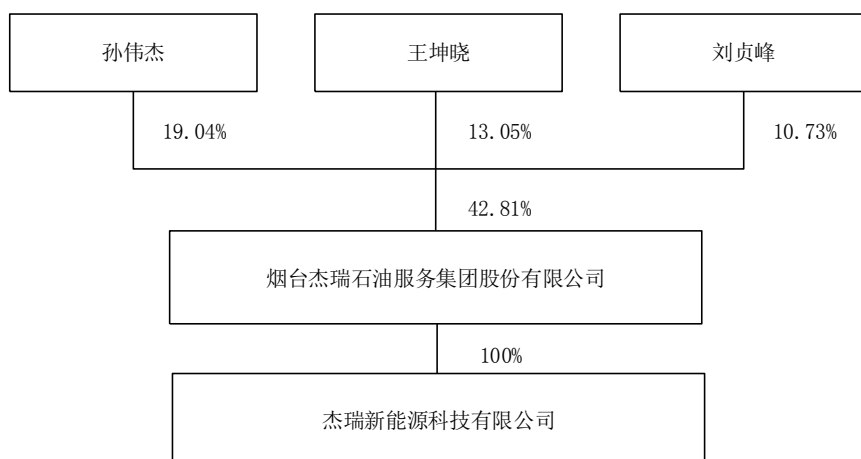 孙伟杰
王坤晓
刘贞峰
19.04%
13.05%
10.73%
42.81%
烟台杰瑞石油服务集团股份有限公司
100%
杰瑞新能源科技有限公司